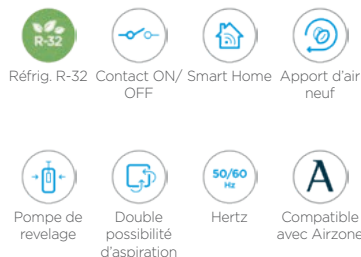 R-32
Réfrig. R-32
Contact ON/
OFF
Smart Home
Apport d'air
neuf
50/60
Hz
Pompe de
revelage
Double
possibilité
d'aspiration
Hertz
A
Compatible
avec Airzone